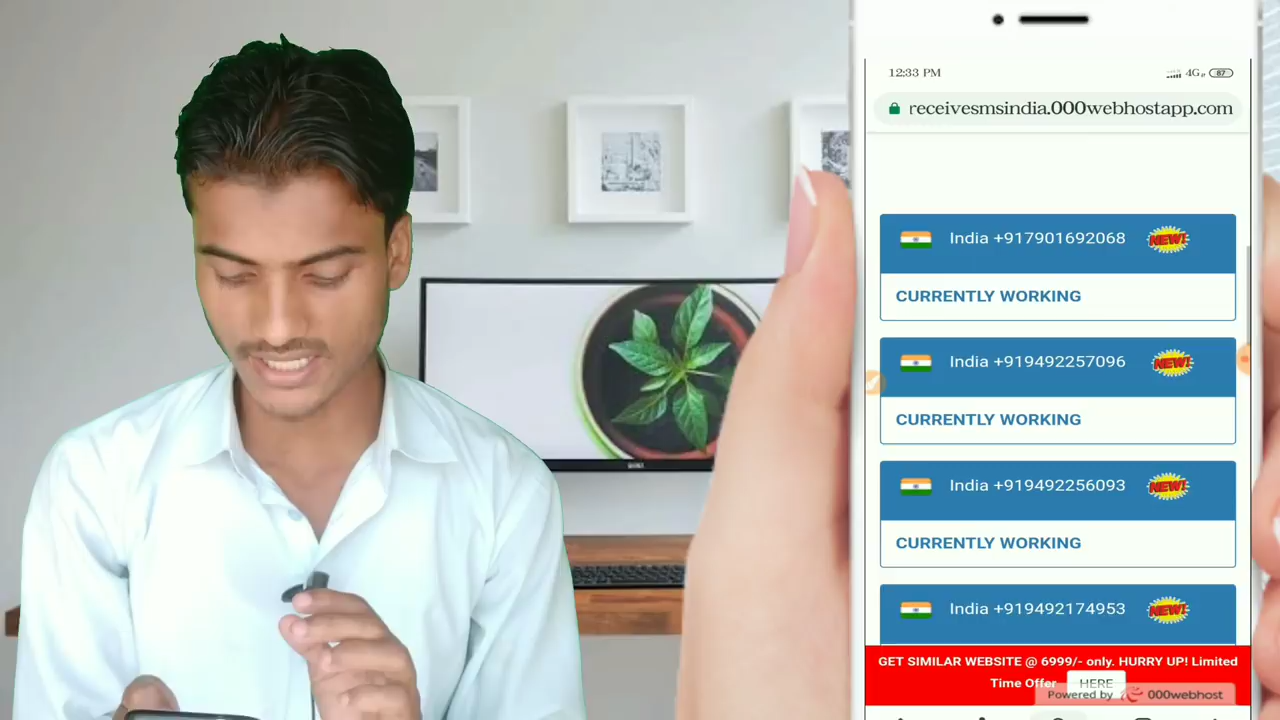 12:33 PM
4G 87
receivesmsindia.000webhostapp.com
India +917901692068 NEW!
CURRENTLY WORKING
India +919492257096 NEW!
CURRENTLY WORKING
India +919492256093 NEW!
CURRENTLY WORKING
India +919492174953 NEW!
GET SIMILAR WEBSITE @ 6999/- only. HURRY UP! Limited
Time Offer HERE
Powered by 000webhost